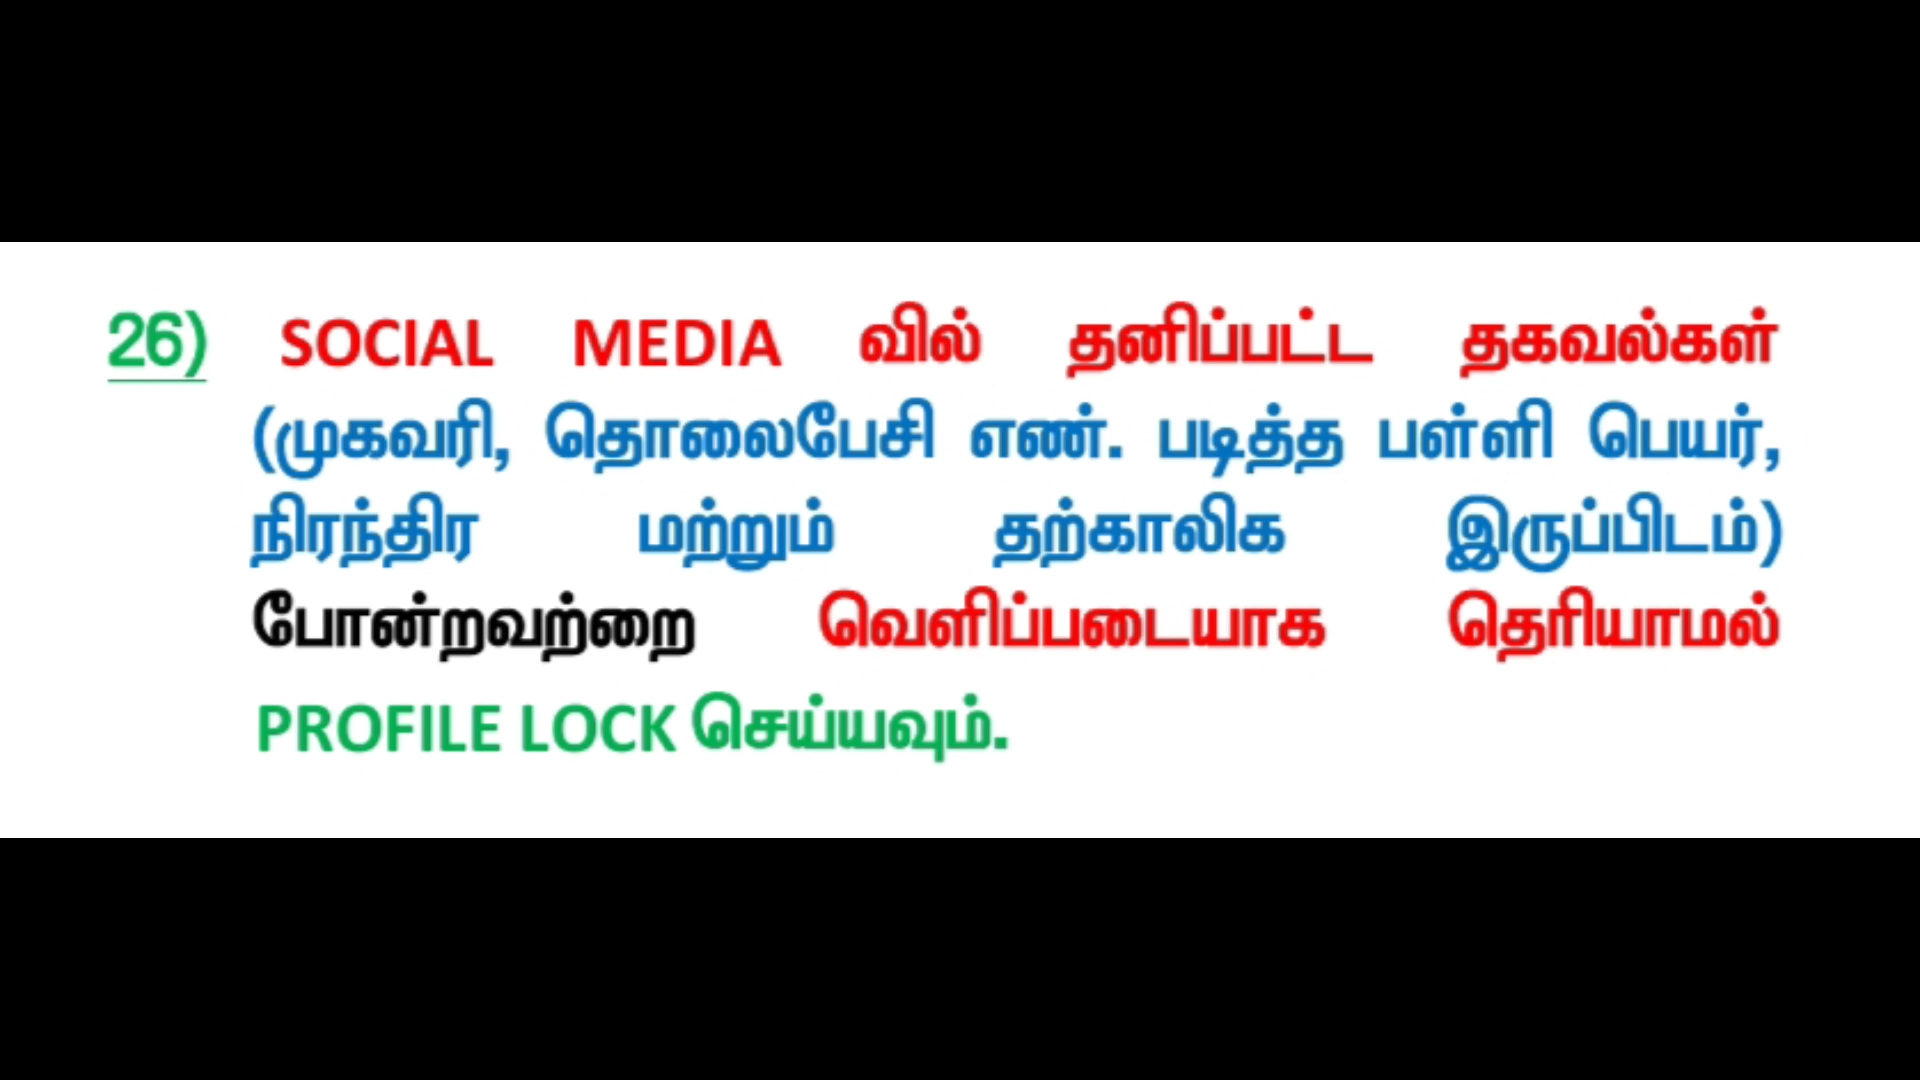 26) SOCIAL MEDIA வில் தனிப்பட்ட தகவல்கள்
(முகவரி, தொலைபேசி எண். படித்த பள்ளி பெயர்,
நிரந்திர மற்றும் தற்காலிக இருப்பிடம்)
போன்றவற்றை வெளிப்படையாக தெரியாமல்
PROFILE LOCK செய்யவும்.